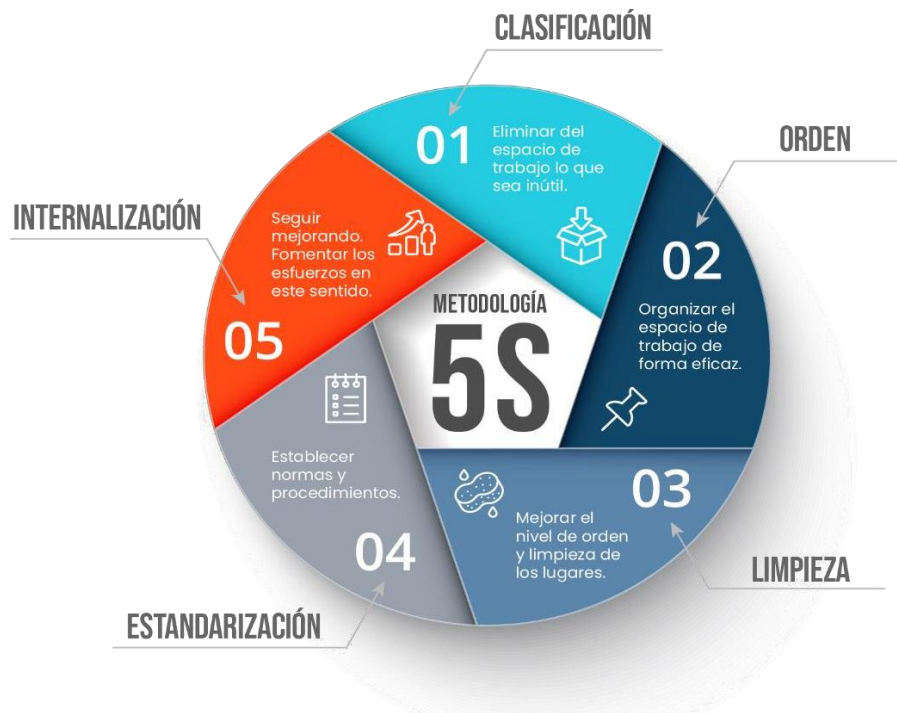 CLASIFICACIÓN
01
Eliminar del
espacio de
trabajo lo que
sea inútil.
ORDEN
02
Organizar el
espacio de
trabajo de
forma eficaz.
LIMPIEZA
03
Mejorar el
nivel de orden
y limpieza de
los lugares.
ESTANDARIZACIÓN
04
Establecer
normas y
procedimientos.
INTERNALIZACIÓN
05
Seguir
mejorando.
Fomentar los
esfuerzos en
este sentido.
METODOLOGÍA
5S